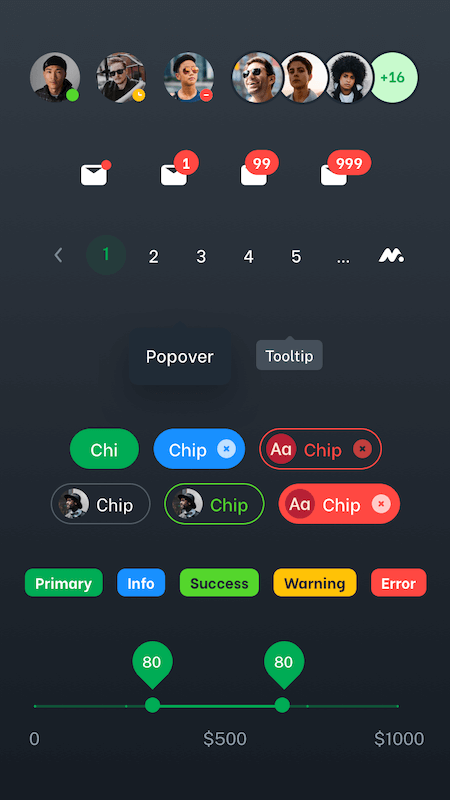 +16
1 99 999
1 2 3 4 5 ...
Popover Tooltip
Chi Chip Aa Chip
Chip Chip Aa Chip
Primary Info Success Warning Error
80 80
0 $500 $1000